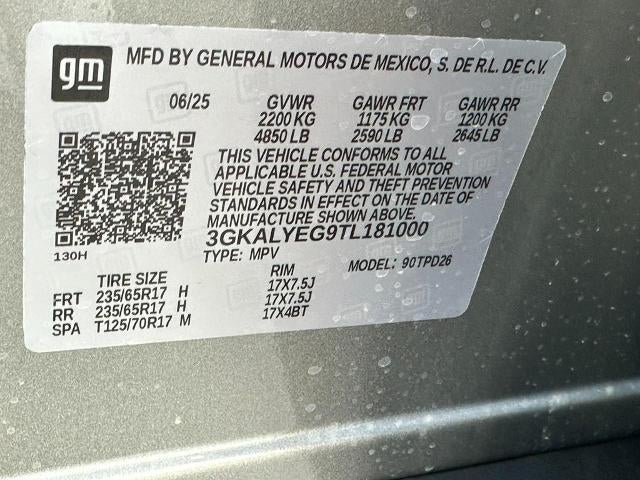 gm
MFD BY GENERAL MOTORS DE MEXICO, S. DE R.L. DE C.V.
06/25 GVWR GAWR FRT GAWR RR
2200 KG 1175 KG 1200 KG
4850 LB 2590 LB 2645 LB
THIS VEHICLE CONFORMS TO ALL
APPLICABLE U.S. FEDERAL MOTOR
VEHICLE SAFETY AND THEFT PREVENTION
STANDARDS IN EFFECT ON THE DATE OF
MANUFACTURE SHOWN ABOVE.
3GKALYEG9TL181000
130H
TYPE: MPV MODEL: 90TPD26
TIRE SIZE RIM
FRT 235/65R17 H 17X7.5J
RR 235/65R17 H 17X7.5J
SPA T125/70R17 M 17X4BT